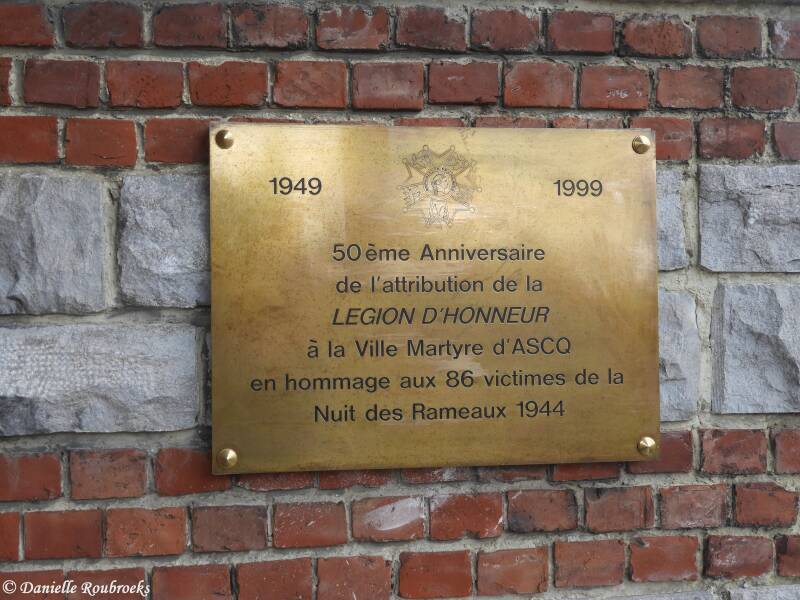 1949 1999
50ème Anniversaire
de l'attribution de la
LEGION D'HONNEUR
à la Ville Martyre d'ASCQ
en hommage aux 86 victimes de la
Nuit des Rameaux 1944
© Danielle Roubroeks